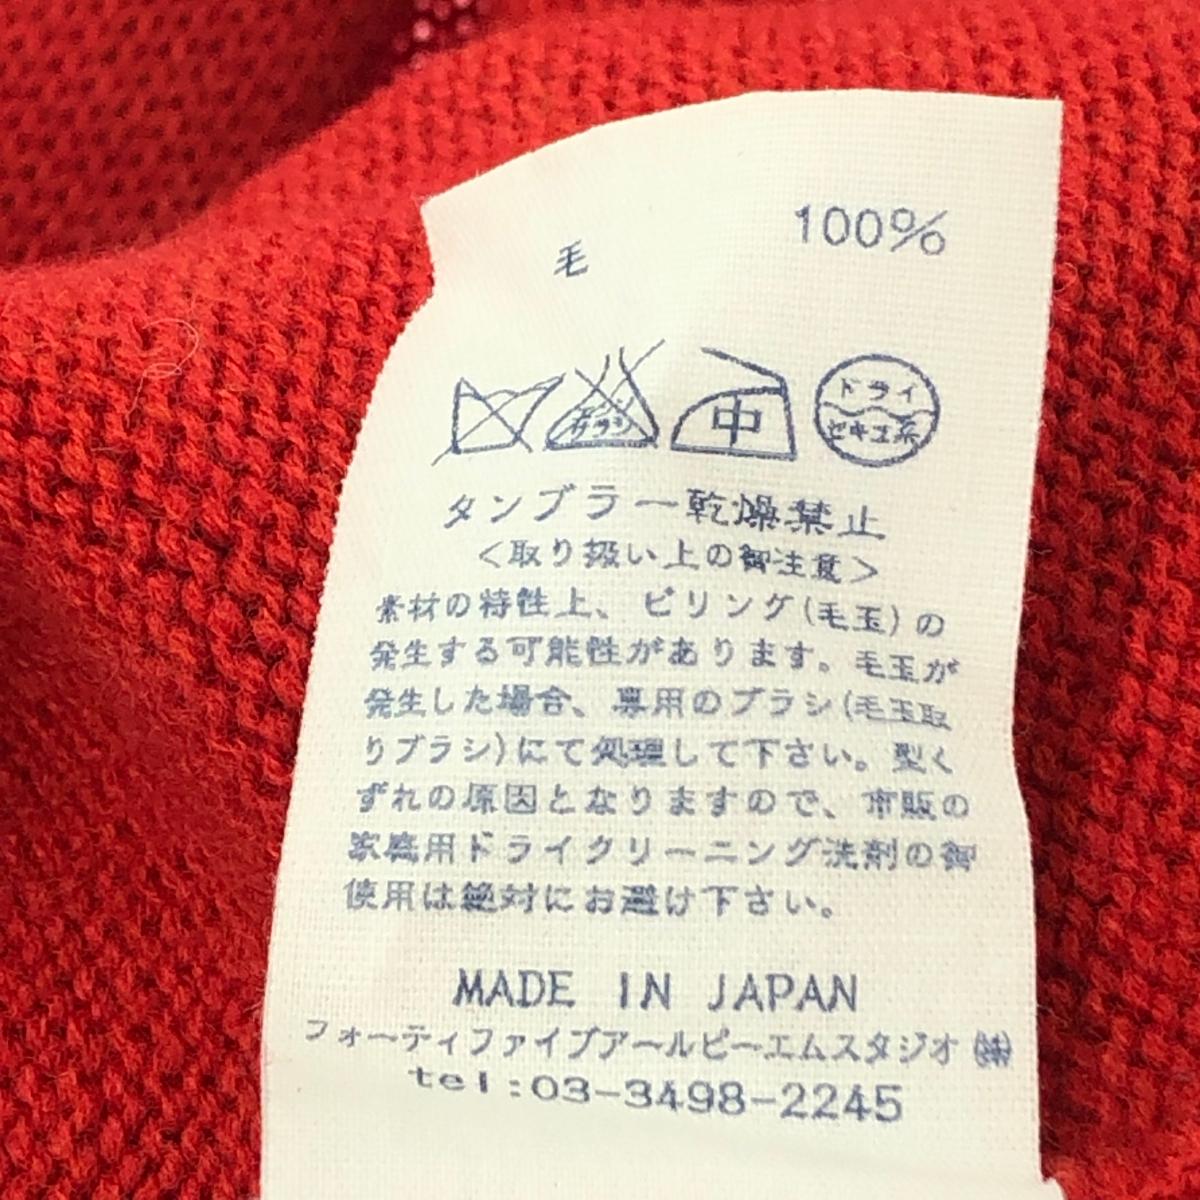 毛 100%
エンソ サラシ 中 ドライ セキユ系
タンブラー乾燥禁止
<取り扱い上の御注意>
素材の特性上、ピリング(毛玉)の
発生する可能性があります。毛玉が
発生した場合、専用のブラシ(毛玉取
りブラシ)にて処理して下さい。型く
ずれの原因となりますので、市販の
家庭用ドライクリーニング洗剤の御
使用は絶対にお避け下さい。
MADE IN JAPAN
フォーティファイブアールピーエムスタジオ㈱
tel:03-3498-2245